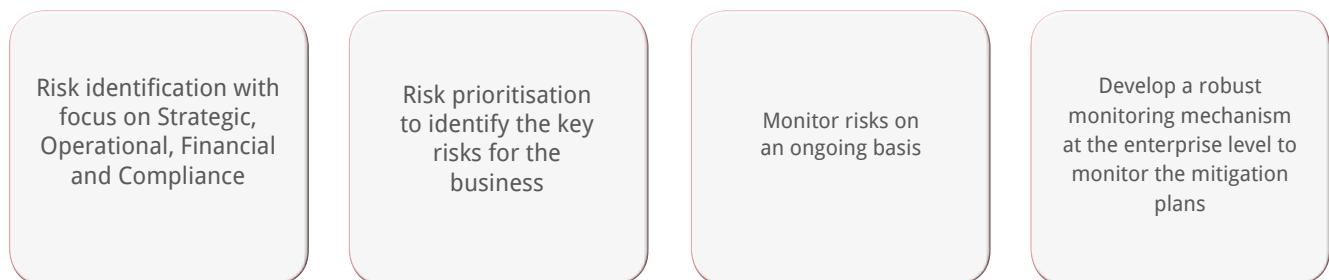 Risk identification with
focus on Strategic,
Operational, Financial
and Compliance
Risk prioritisation
to identify the key
risks for the
business
Monitor risks on
an ongoing basis
Develop a robust
monitoring mechanism
at the enterprise level to
monitor the mitigation
plans